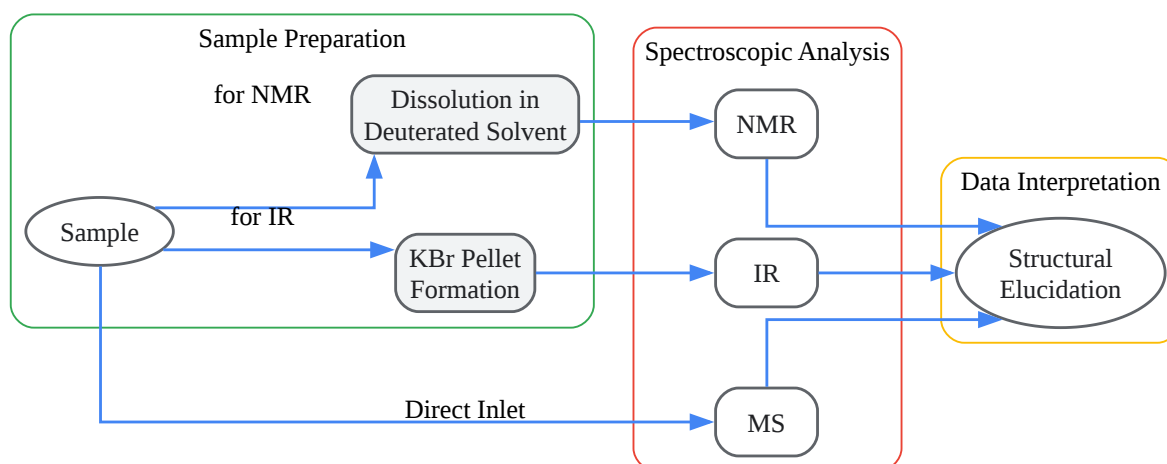 Sample Preparation
for NMR
Dissolution in
Deuterated Solvent
for IR
Sample
KBr Pellet
Formation
Direct Inlet
Spectroscopic Analysis
NMR
IR
MS
Data Interpretation
Structural
Elucidation